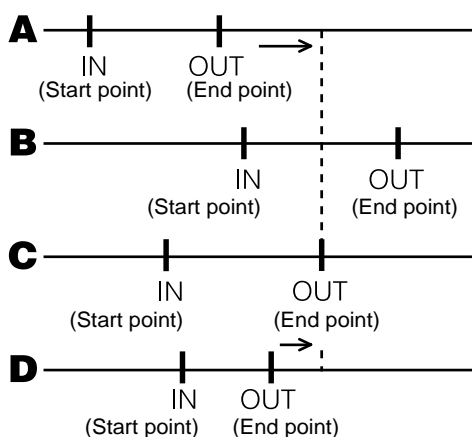 A
IN OUT
(Start point) (End point)
B
IN OUT
(Start point) (End point)
C
IN OUT
(Start point) (End point)
D
IN OUT
(Start point) (End point)